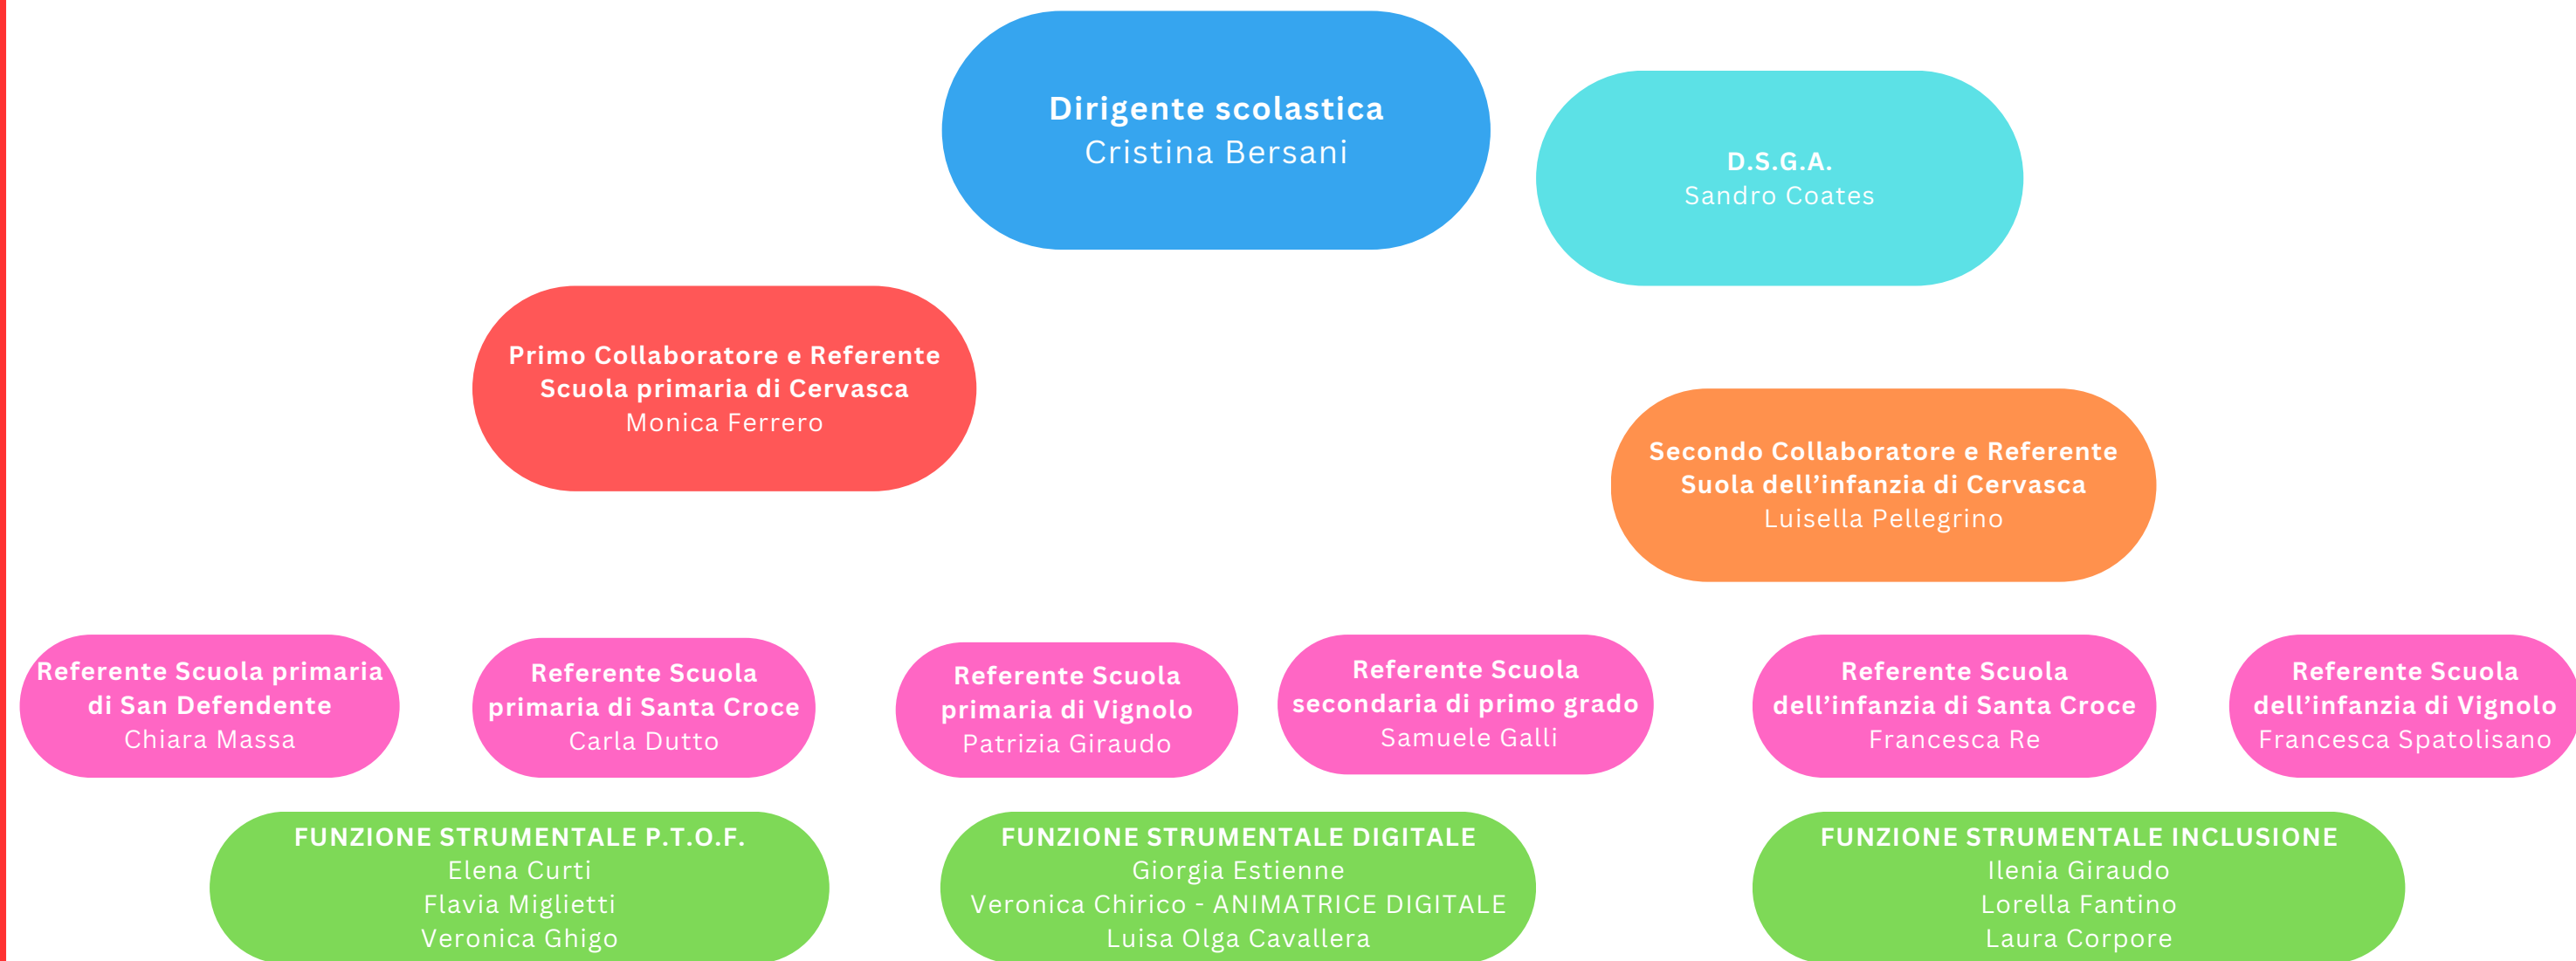 Dirigente scolastica
Cristina Bersani
D.S.G.A.
Sandro Coates
Primo Collaboratore e Referente
Scuola primaria di Cervasca
Monica Ferrero
Secondo Collaboratore e Referente
Suola dell’infanzia di Cervasca
Luisella Pellegrino
Referente Scuola primaria
di San Defendente
Chiara Massa
Referente Scuola
primaria di Santa Croce
Carla Dutto
Referente Scuola
primaria di Vignolo
Patrizia Giraudo
Referente Scuola
secondaria di primo grado
Samuele Galli
Referente Scuola
dell’infanzia di Santa Croce
Francesca Re
Referente Scuola
dell’infanzia di Vignolo
Francesca Spatolisano
FUNZIONE STRUMENTALE P.T.O.F.
Elena Curti
Flavia Miglietti
Veronica Ghigo
FUNZIONE STRUMENTALE DIGITALE
Giorgia Estienne
Veronica Chirico - ANIMATRICE DIGITALE
Luisa Olga Cavallera
FUNZIONE STRUMENTALE INCLUSIONE
Ilenia Giraudo
Lorella Fantino
Laura Corpore